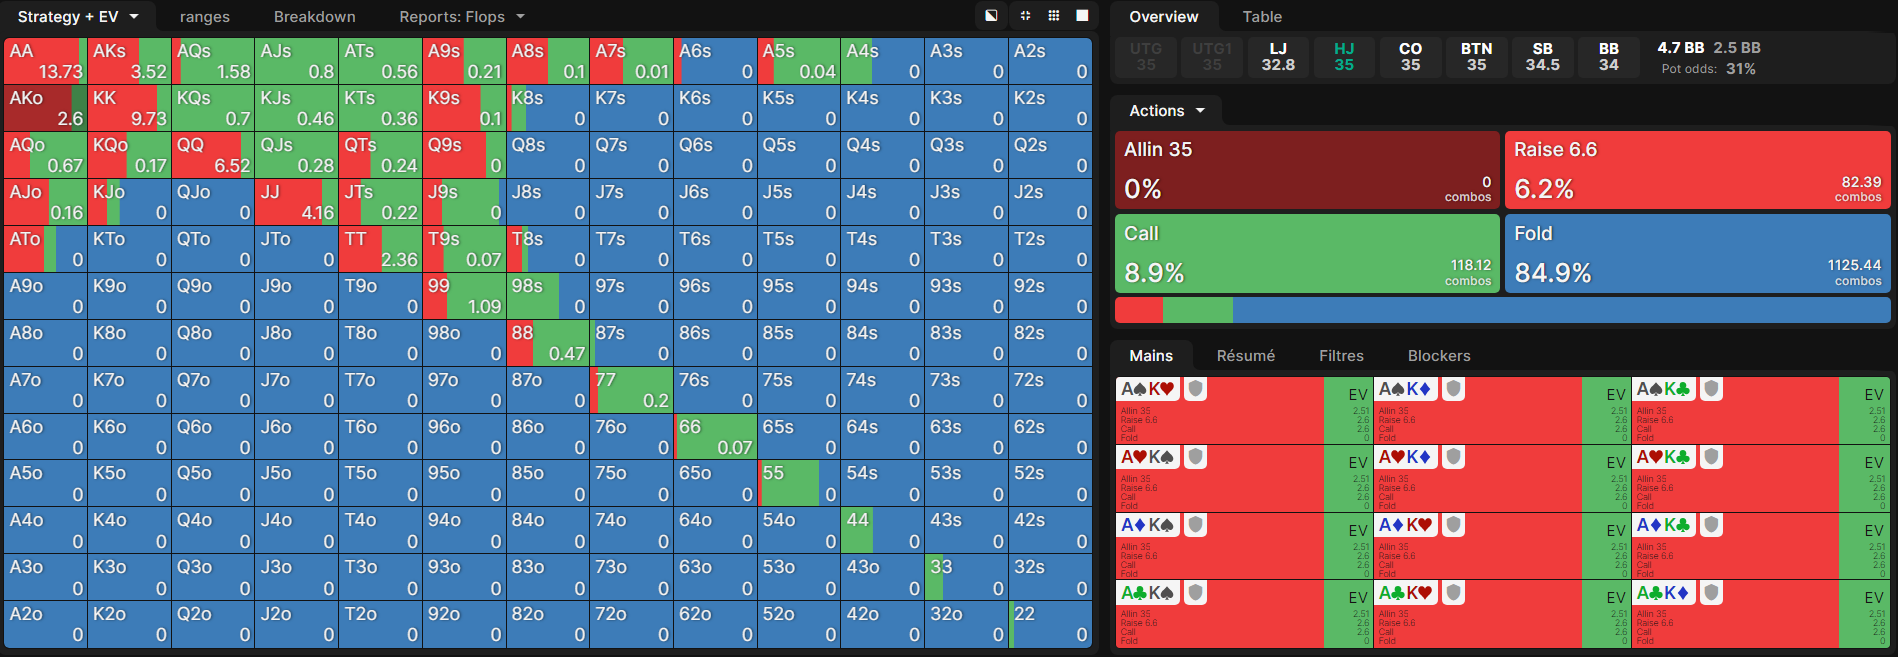 Strategy + EV ranges Breakdown Reports: Flops
AA AKs AQs AJs ATs A9s A8s A7s A6s A5s A4s A3s A2s
13.73 3.52 1.58 0.8 0.56 0.21 0.1 0.01 0 0.04 0 0 0
AKo KK KQs KJs KTs K9s K8s K7s K6s K5s K4s K3s K2s
2.6 9.73 0.7 0.46 0.36 0.1 0 0 0 0 0 0 0
AQo KQo QQ QJs QTs Q9s Q8s Q7s Q6s Q5s Q4s Q3s Q2s
0.67 0.17 6.52 0.28 0.24 0 0 0 0 0 0 0 0
AJo KJo QJo JJ JTs J9s J8s J7s J6s J5s J4s J3s J2s
0.16 0 0 4.16 0.22 0 0 0 0 0 0 0 0
ATo KTo QTo JTo TT T9s T8s T7s T6s T5s T4s T3s T2s
0 0 0 0 2.36 0.07 0 0 0 0 0 0 0
A9o K9o Q9o J9o T9o 99 98s 97s 96s 95s 94s 93s 92s
0 0 0 0 0 1.09 0 0 0 0 0 0 0
A8o K8o Q8o J8o T8o 98o 88 87s 86s 85s 84s 83s 82s
0 0 0 0 0 0 0.47 0 0 0 0 0 0
A7o K7o Q7o J7o T7o 97o 87o 77 76s 75s 74s 73s 72s
0 0 0 0 0 0 0 0.2 0 0 0 0 0
A6o K6o Q6o J6o T6o 96o 86o 76o 66 65s 64s 63s 62s
0 0 0 0 0 0 0 0 0.07 0 0 0 0
A5o K5o Q5o J5o T5o 95o 85o 75o 65o 55 54s 53s 52s
0 0 0 0 0 0 0 0 0 0 0 0 0
A4o K4o Q4o J4o T4o 94o 84o 74o 64o 54o 44 43s 42s
0 0 0 0 0 0 0 0 0 0 0 0 0
A3o K3o Q3o J3o T3o 93o 83o 73o 63o 53o 43o 33 32s
0 0 0 0 0 0 0 0 0 0 0 0 0
A2o K2o Q2o J2o T2o 92o 82o 72o 62o 52o 42o 32o 22
0 0 0 0 0 0 0 0 0 0 0 0 0
Overview Table
UTG UTG1 LJ HJ CO BTN SB BB 4.7 BB 2.5 BB
35 35 32.8 35 35 35 34.5 34 Pot odds: 31%
Actions
Allin 35
0% 0
combos
Raise 6.6
6.2% 82.39
combos
Call
8.9% 118.12
combos
Fold
84.9% 1125.44
combos
Mains Résumé Filtres Blockers
A♠K♥ EV A♠K♦ EV A♠K♣ EV
Allin 35 2.51 Allin 35 2.51 Allin 35 2.51
Raise 6.6 2.6 Raise 6.6 2.6 Raise 6.6 2.6
Call 2.6 Call 2.6 Call 2.6
Fold 0 Fold 0 Fold 0
A♥K♠ EV A♥K♦ EV A♥K♣ EV
Allin 35 2.51 Allin 35 2.51 Allin 35 2.51
Raise 6.6 2.6 Raise 6.6 2.6 Raise 6.6 2.6
Call 2.6 Call 2.6 Call 2.6
Fold 0 Fold 0 Fold 0
A♦K♠ EV A♦K♥ EV A♦K♣ EV
Allin 35 2.51 Allin 35 2.51 Allin 35 2.51
Raise 6.6 2.6 Raise 6.6 2.6 Raise 6.6 2.6
Call 2.6 Call 2.6 Call 2.6
Fold 0 Fold 0 Fold 0
A♣K♠ EV A♣K♥ EV A♣K♦ EV
Allin 35 2.51 Allin 35 2.51 Allin 35 2.51
Raise 6.6 2.6 Raise 6.6 2.6 Raise 6.6 2.6
Call 2.6 Call 2.6 Call 2.6
Fold 0 Fold 0 Fold 0